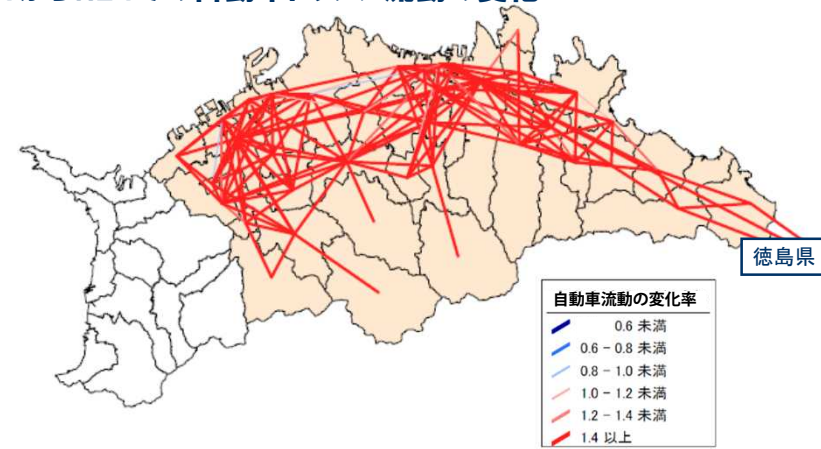 徳島県
自動車流動の変化率
0.6 未満
0.6 - 0.8 未満
0.8 - 1.0 未満
1.0 - 1.2 未満
1.2 - 1.4 未満
1.4 以上